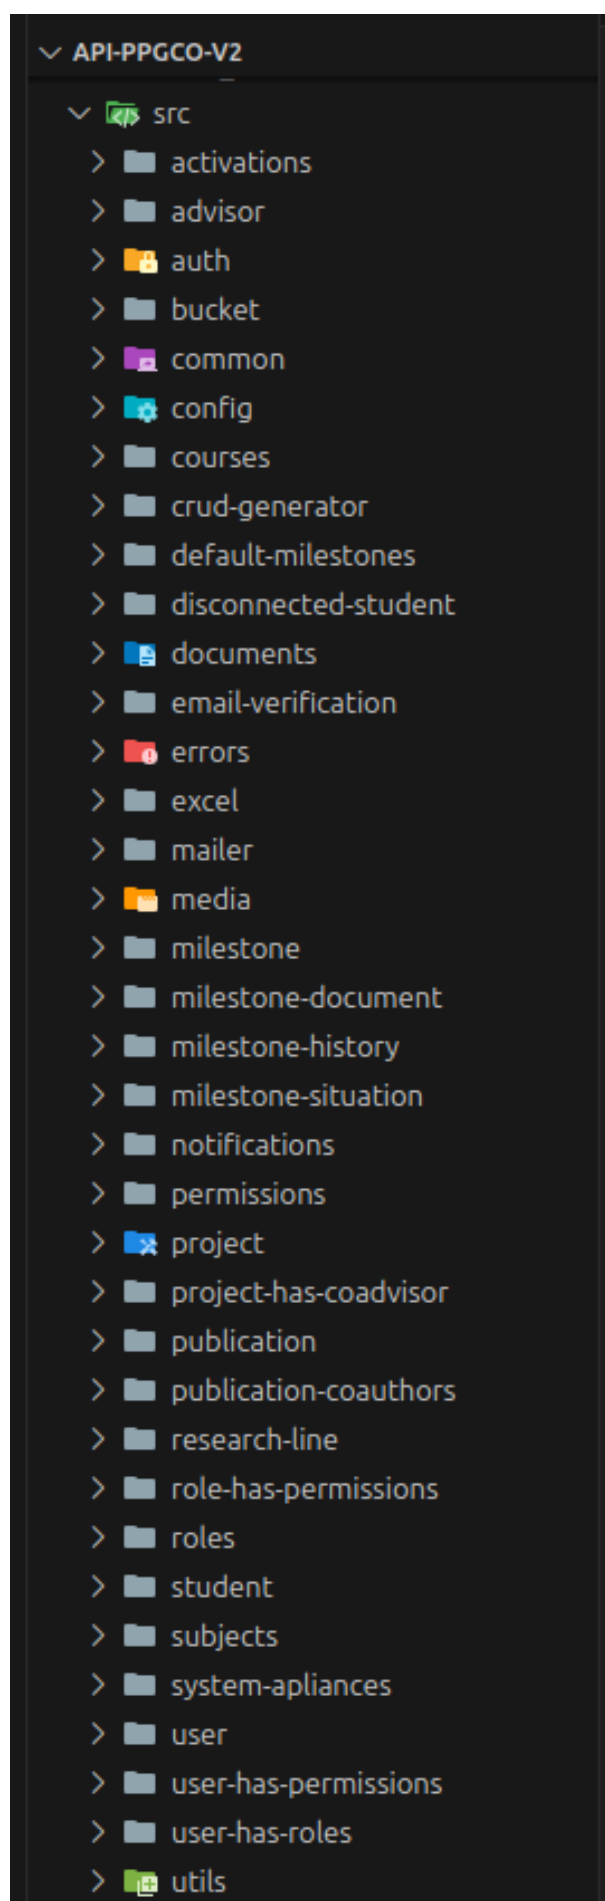 API-PPGCO-V2
src
activations
advisor
auth
bucket
common
config
courses
crud-generator
default-milestones
disconnected-student
documents
email-verification
errors
excel
mailer
media
milestone
milestone-document
milestone-history
milestone-situation
notifications
permissions
project
project-has-coadvisor
publication
publication-coauthors
research-line
role-has-permissions
roles
student
subjects
system-apliances
user
user-has-permissions
user-has-roles
utils